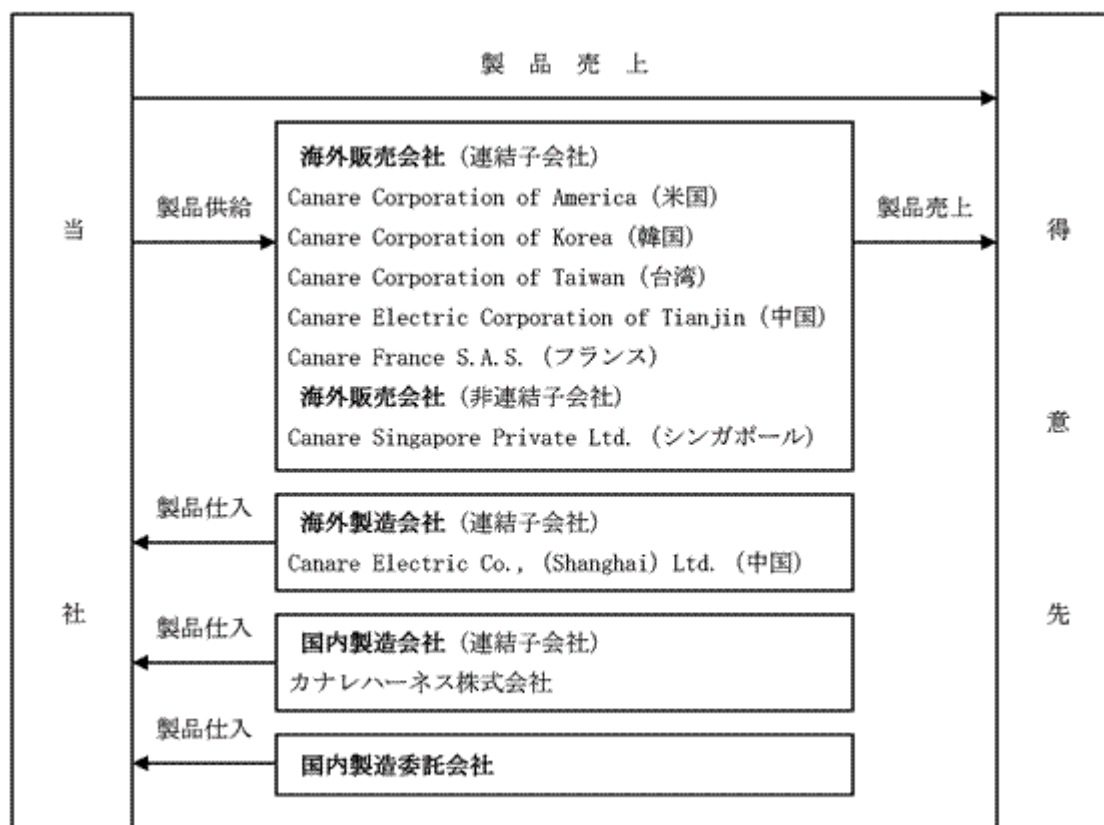 製品売上
当社
製品供給
海外販売会社（連結子会社）
Canare Corporation of America（米国）
Canare Corporation of Korea（韓国）
Canare Corporation of Taiwan（台湾）
Canare Electric Corporation of Tianjin（中国）
Canare France S.A.S.（フランス）
海外販売会社（非連結子会社）
Canare Singapore Private Ltd.（シンガポール）
製品売上
得意先
製品仕入
海外製造会社（連結子会社）
Canare Electric Co., (Shanghai) Ltd.（中国）
製品仕入
国内製造会社（連結子会社）
カナレハーネス株式会社
製品仕入
国内製造委託会社